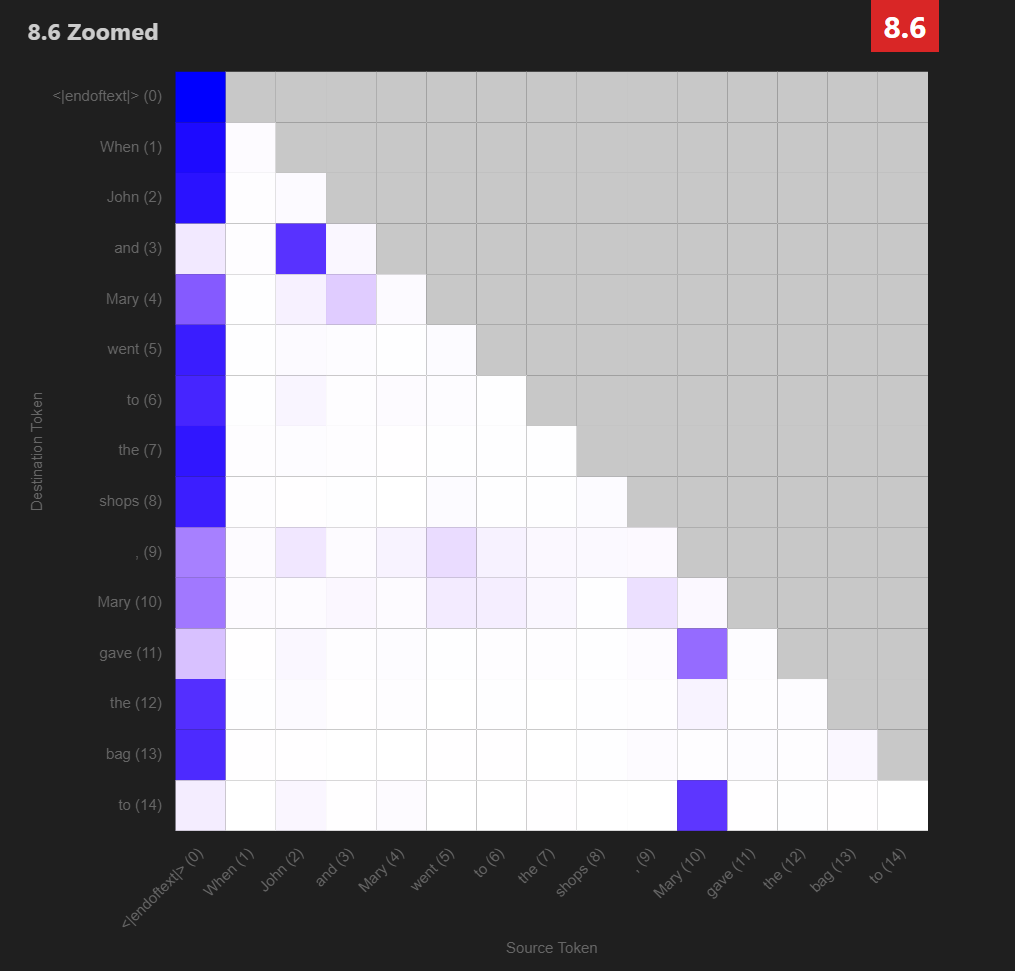 8.6 Zoomed
8.6
<|endoftext|> (0)
When (1)
John (2)
and (3)
Mary (4)
went (5)
to (6)
the (7)
shops (8)
, (9)
Mary (10)
gave (11)
the (12)
bag (13)
to (14)
Destination Token
<|endoftext|> (0)
When (1)
John (2)
and (3)
Mary (4)
went (5)
to (6)
the (7)
shops (8)
, (9)
Mary (10)
gave (11)
the (12)
bag (13)
to (14)
Source Token